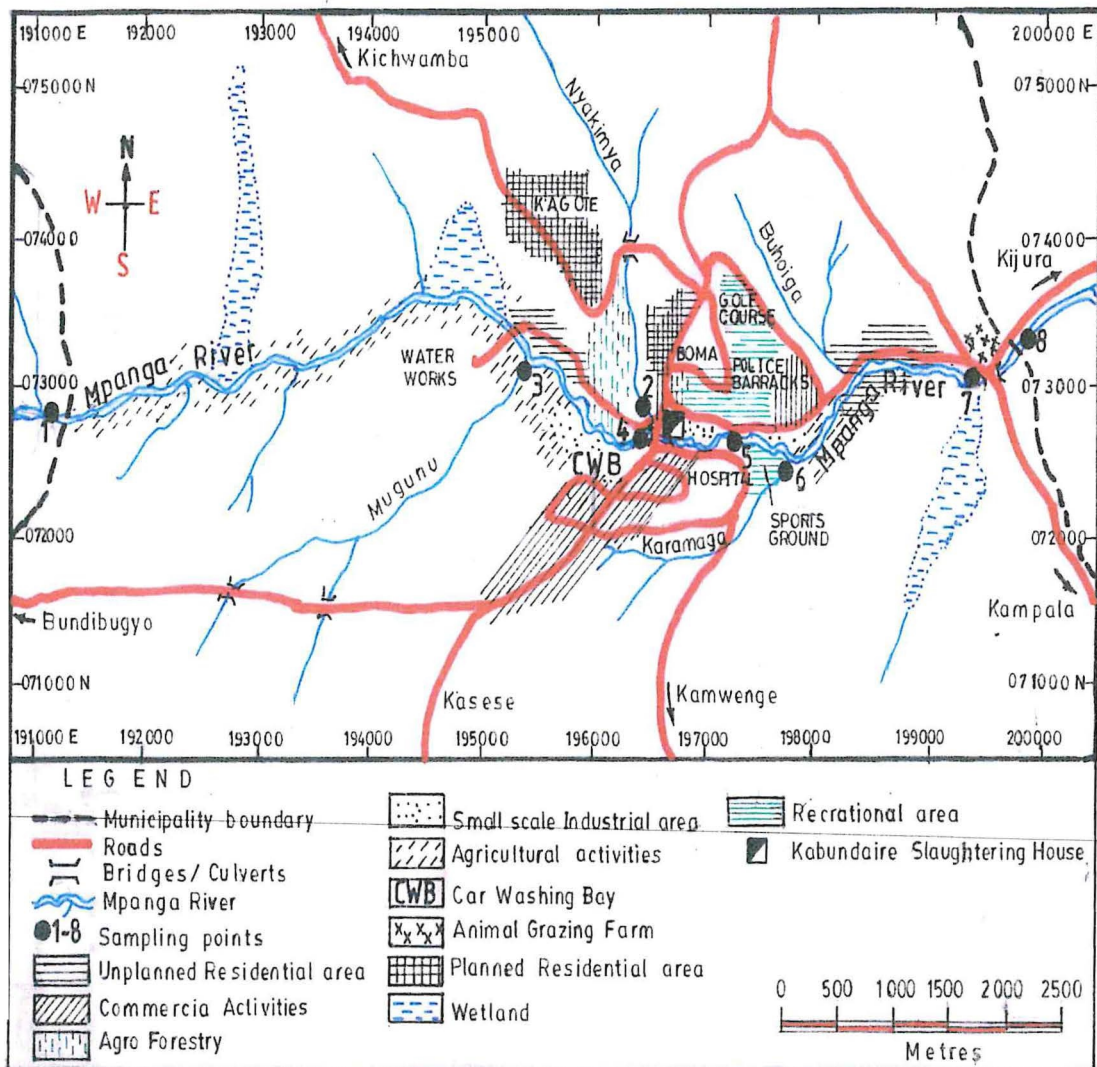 191000 E 192000 193000 194000 195000 200000 E
Kichwamba
075000N 075000N
Nyakimya
N
W E
S
KAGOTE
074000 074000
Kijura
Buhoiga
GOLF
COURSE
Mpanga River
WATER
WORKS
BOMA
POLICE
BARRACKS
River
8
073000 073000
3
2
7
1
4
5
Mpanga
CWB
HOSPITAL
6
Mugunu
SPORTS
GROUND
072000 072000
Karamaga
Bundibugyo
Kampala
071000N 071000N
Kasese
Kamwenge
191000 E 192000 193000 194000 195000 196000 197000 198000 199000 200000
LEGEND
Municipality boundary
Roads
Bridges/ Culverts
Mpanga River
1-8 Sampling points
Unplanned Residential area
Commercia Activities
Agro Forestry
Small scale Industrial area
Agricultural activities
CWB Car Washing Bay
Animal Grazing Farm
Planned Residential area
Wetland
Recrational area
Kabundaire Slaughtering House
0 500 1000 1500 2000 2500
Metres